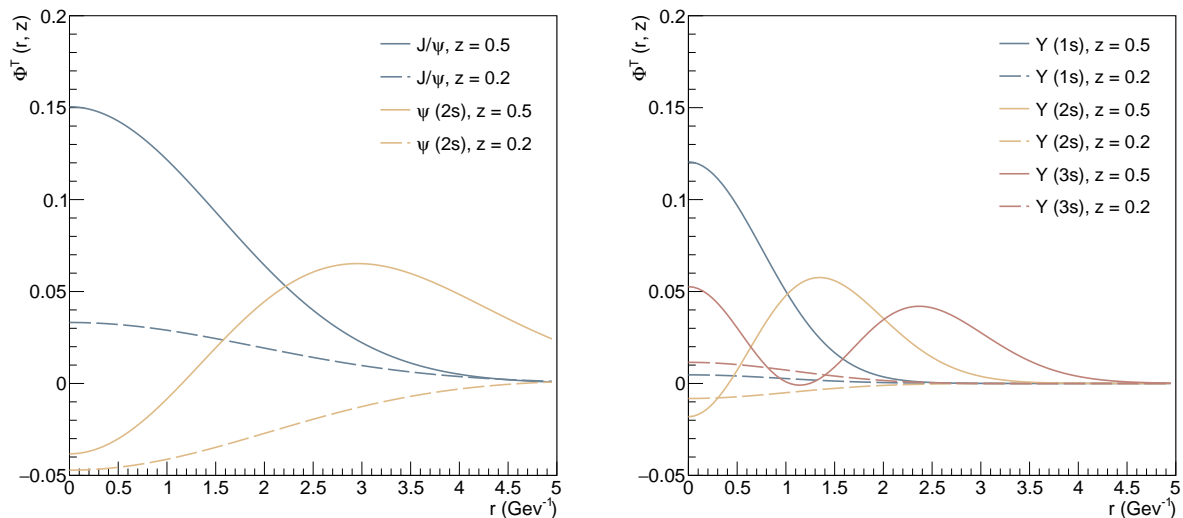 Φᵀ (r, z)
0.2
0.15
0.1
0.05
0
−0.05
J/ψ, z = 0.5
J/ψ, z = 0.2
ψ (2s), z = 0.5
ψ (2s), z = 0.2
0 0.5 1 1.5 2 2.5 3 3.5 4 4.5 5
r (Gev⁻¹)
Φᵀ (r, z)
0.2
0.15
0.1
0.05
0
−0.05
Υ (1s), z = 0.5
Υ (1s), z = 0.2
Υ (2s), z = 0.5
Υ (2s), z = 0.2
Υ (3s), z = 0.5
Υ (3s), z = 0.2
0 0.5 1 1.5 2 2.5 3 3.5 4 4.5 5
r (Gev⁻¹)